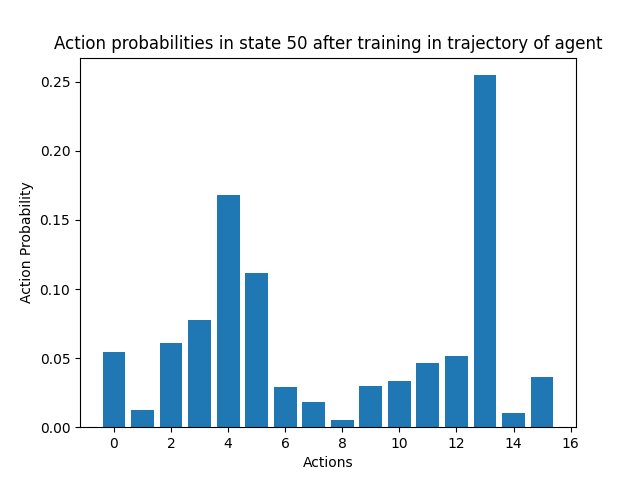 Action probabilities in state 50 after training in trajectory of agent
0.25
0.20
0.15
0.10
0.05
0.00
Action Probability
0 2 4 6 8 10 12 14 16
Actions